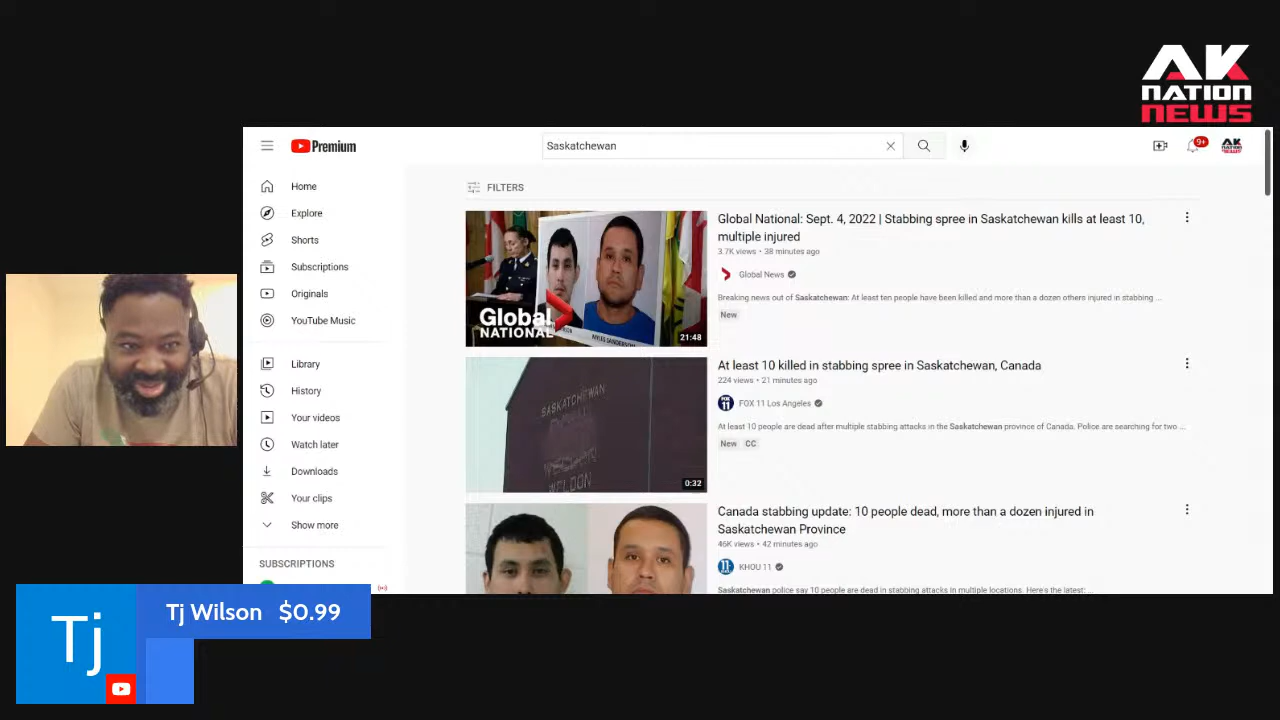 AK
NATION
NEWS
Premium
Saskatchewan
9+
Home
Explore
Shorts
Subscriptions
Originals
YouTube Music
Library
History
Your videos
Watch later
Downloads
Your clips
Show more
SUBSCRIPTIONS
FILTERS
Global National: Sept. 4, 2022 | Stabbing spree in Saskatchewan kills at least 10,
multiple injured
3.7K views • 38 minutes ago
Global News
Breaking news out of Saskatchewan: At least ten people have been killed and more than a dozen others injured in stabbing ...
New
Global
NATIONAL
MYLES SANDERSON
21:48
At least 10 killed in stabbing spree in Saskatchewan, Canada
224 views • 21 minutes ago
FOX 11 Los Angeles
At least 10 people are dead after multiple stabbing attacks in the Saskatchewan province of Canada. Police are searching for two ...
New CC
SASKATCHEWAN
WELDON
0:32
Canada stabbing update: 10 people dead, more than a dozen injured in
Saskatchewan Province
46K views • 42 minutes ago
KHOU 11
Saskatchewan police say 10 people are dead in stabbing attacks in multiple locations. Here's the latest: ...
Tj
Tj Wilson $0.99